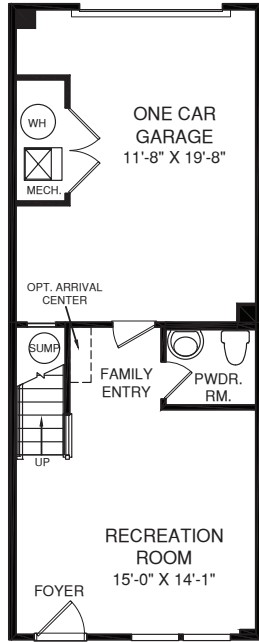 ONE CAR
GARAGE
11'-8" X 19'-8"
WH
MECH.
OPT. ARRIVAL
CENTER
SUMP
FAMILY
ENTRY
PWDR.
RM.
UP
RECREATION
ROOM
15'-0" X 14'-1"
FOYER